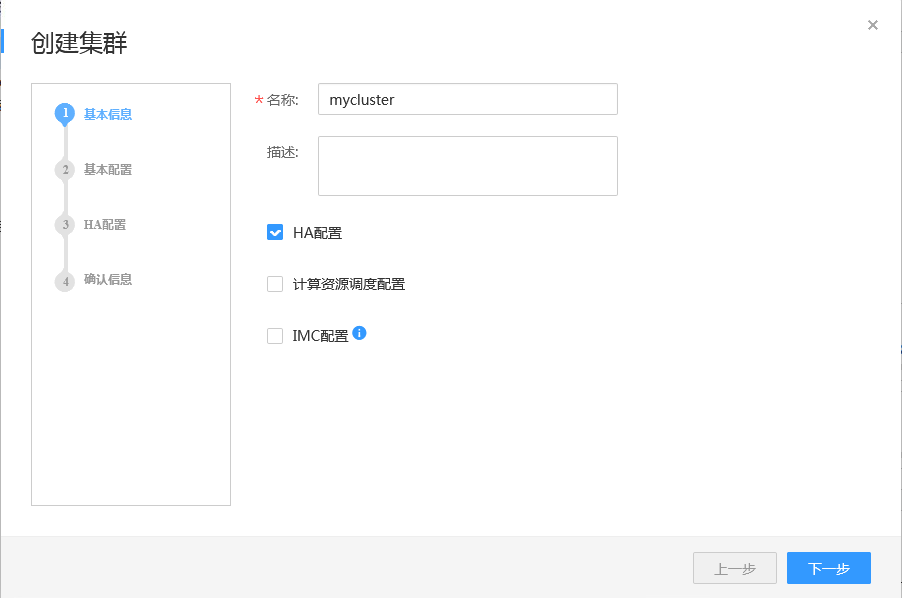 创建集群
1 基本信息
2 基本配置
3 HA配置
4 确认信息
* 名称: mycluster
描述:
HA配置
计算资源调度配置
IMC配置
上一步
下一步